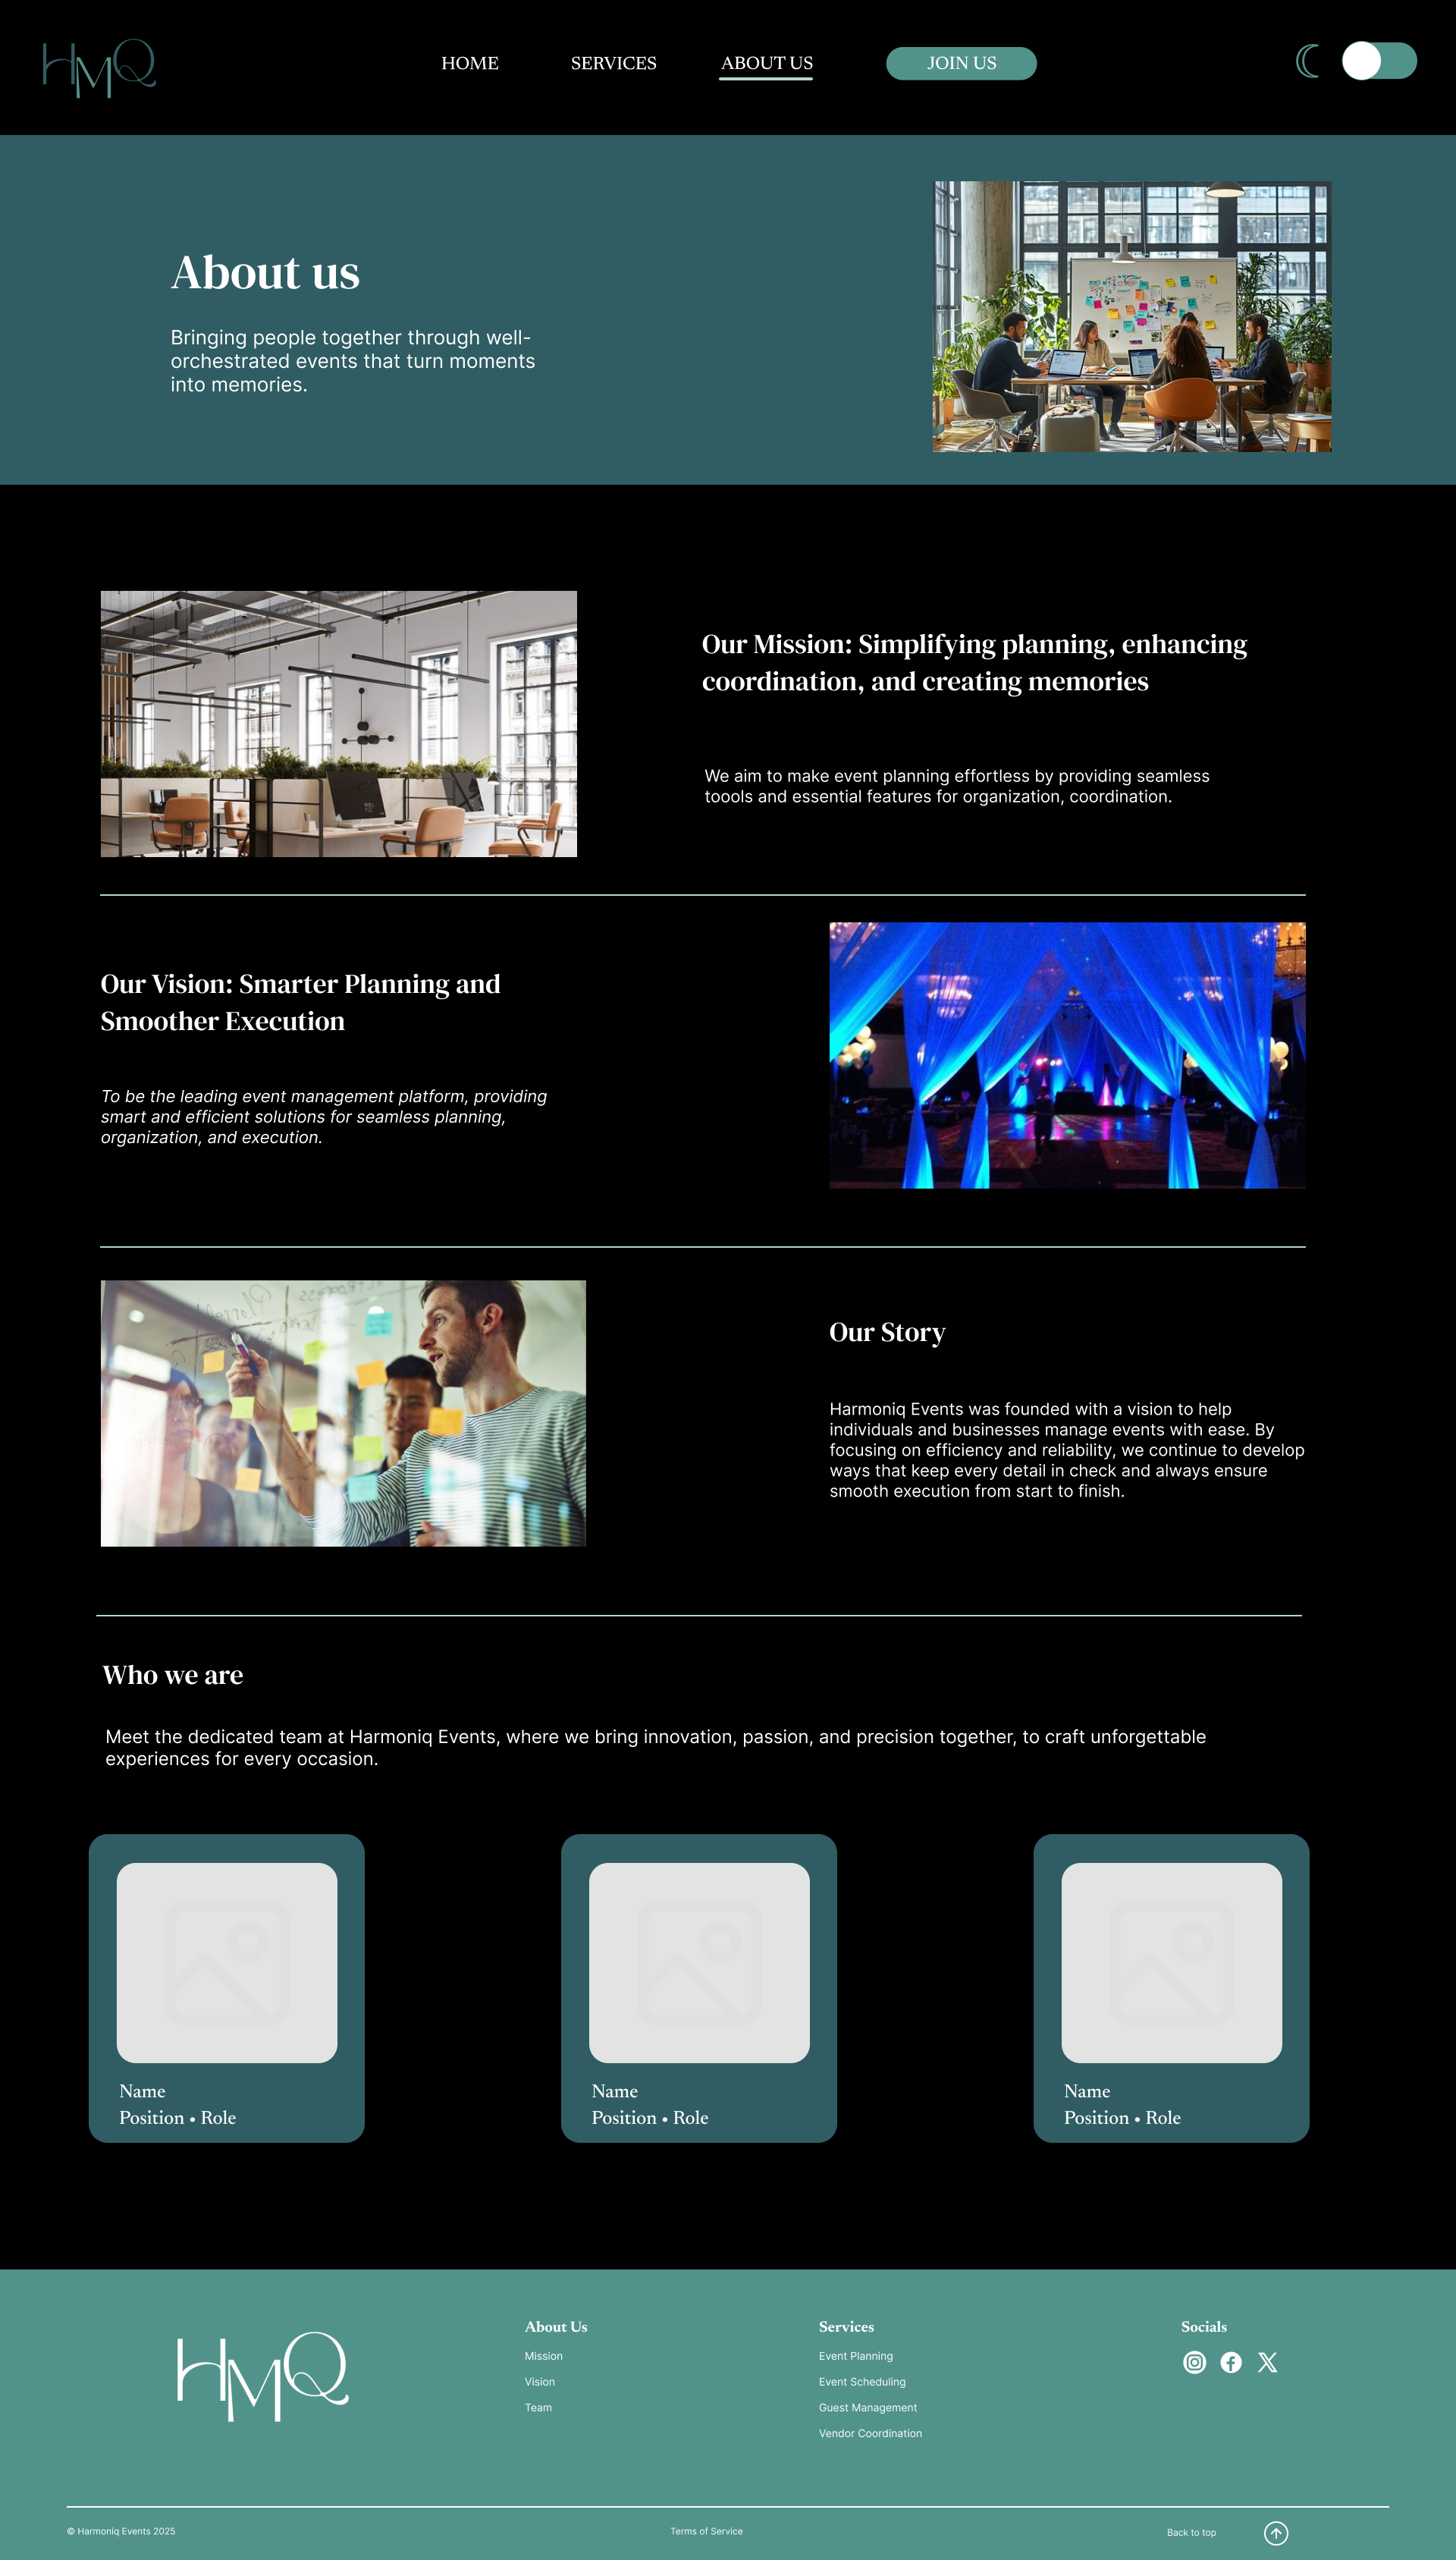 HMQ
HOME
SERVICES
ABOUT US
JOIN US
About us
Bringing people together through well-
orchestrated events that turn moments
into memories.
Our Mission: Simplifying planning, enhancing
coordination, and creating memories
We aim to make event planning effortless by providing seamless
toools and essential features for organization, coordination.
Our Vision: Smarter Planning and
Smoother Execution
To be the leading event management platform, providing
smart and efficient solutions for seamless planning,
organization, and execution.
Our Story
Harmoniq Events was founded with a vision to help
individuals and businesses manage events with ease. By
focusing on efficiency and reliability, we continue to develop
ways that keep every detail in check and always ensure
smooth execution from start to finish.
Who we are
Meet the dedicated team at Harmoniq Events, where we bring innovation, passion, and precision together, to craft unforgettable
experiences for every occasion.
Name
Position • Role
Name
Position • Role
Name
Position • Role
HMQ
About Us
Mission
Vision
Team
Services
Event Planning
Event Scheduling
Guest Management
Vendor Coordination
Socials
© Harmoniq Events 2025
Terms of Service
Back to top